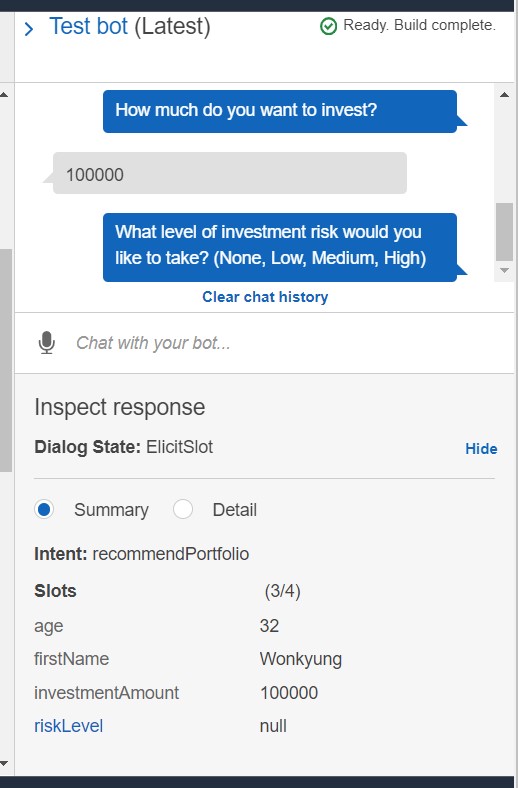 Test bot (Latest)
Ready. Build complete.
How much do you want to invest?
100000
What level of investment risk would you
like to take? (None, Low, Medium, High)
Clear chat history
Chat with your bot...
Inspect response
Dialog State: ElicitSlot
Hide
Summary Detail
Intent: recommendPortfolio
Slots (3/4)
age 32
firstName Wonkyung
investmentAmount 100000
riskLevel null